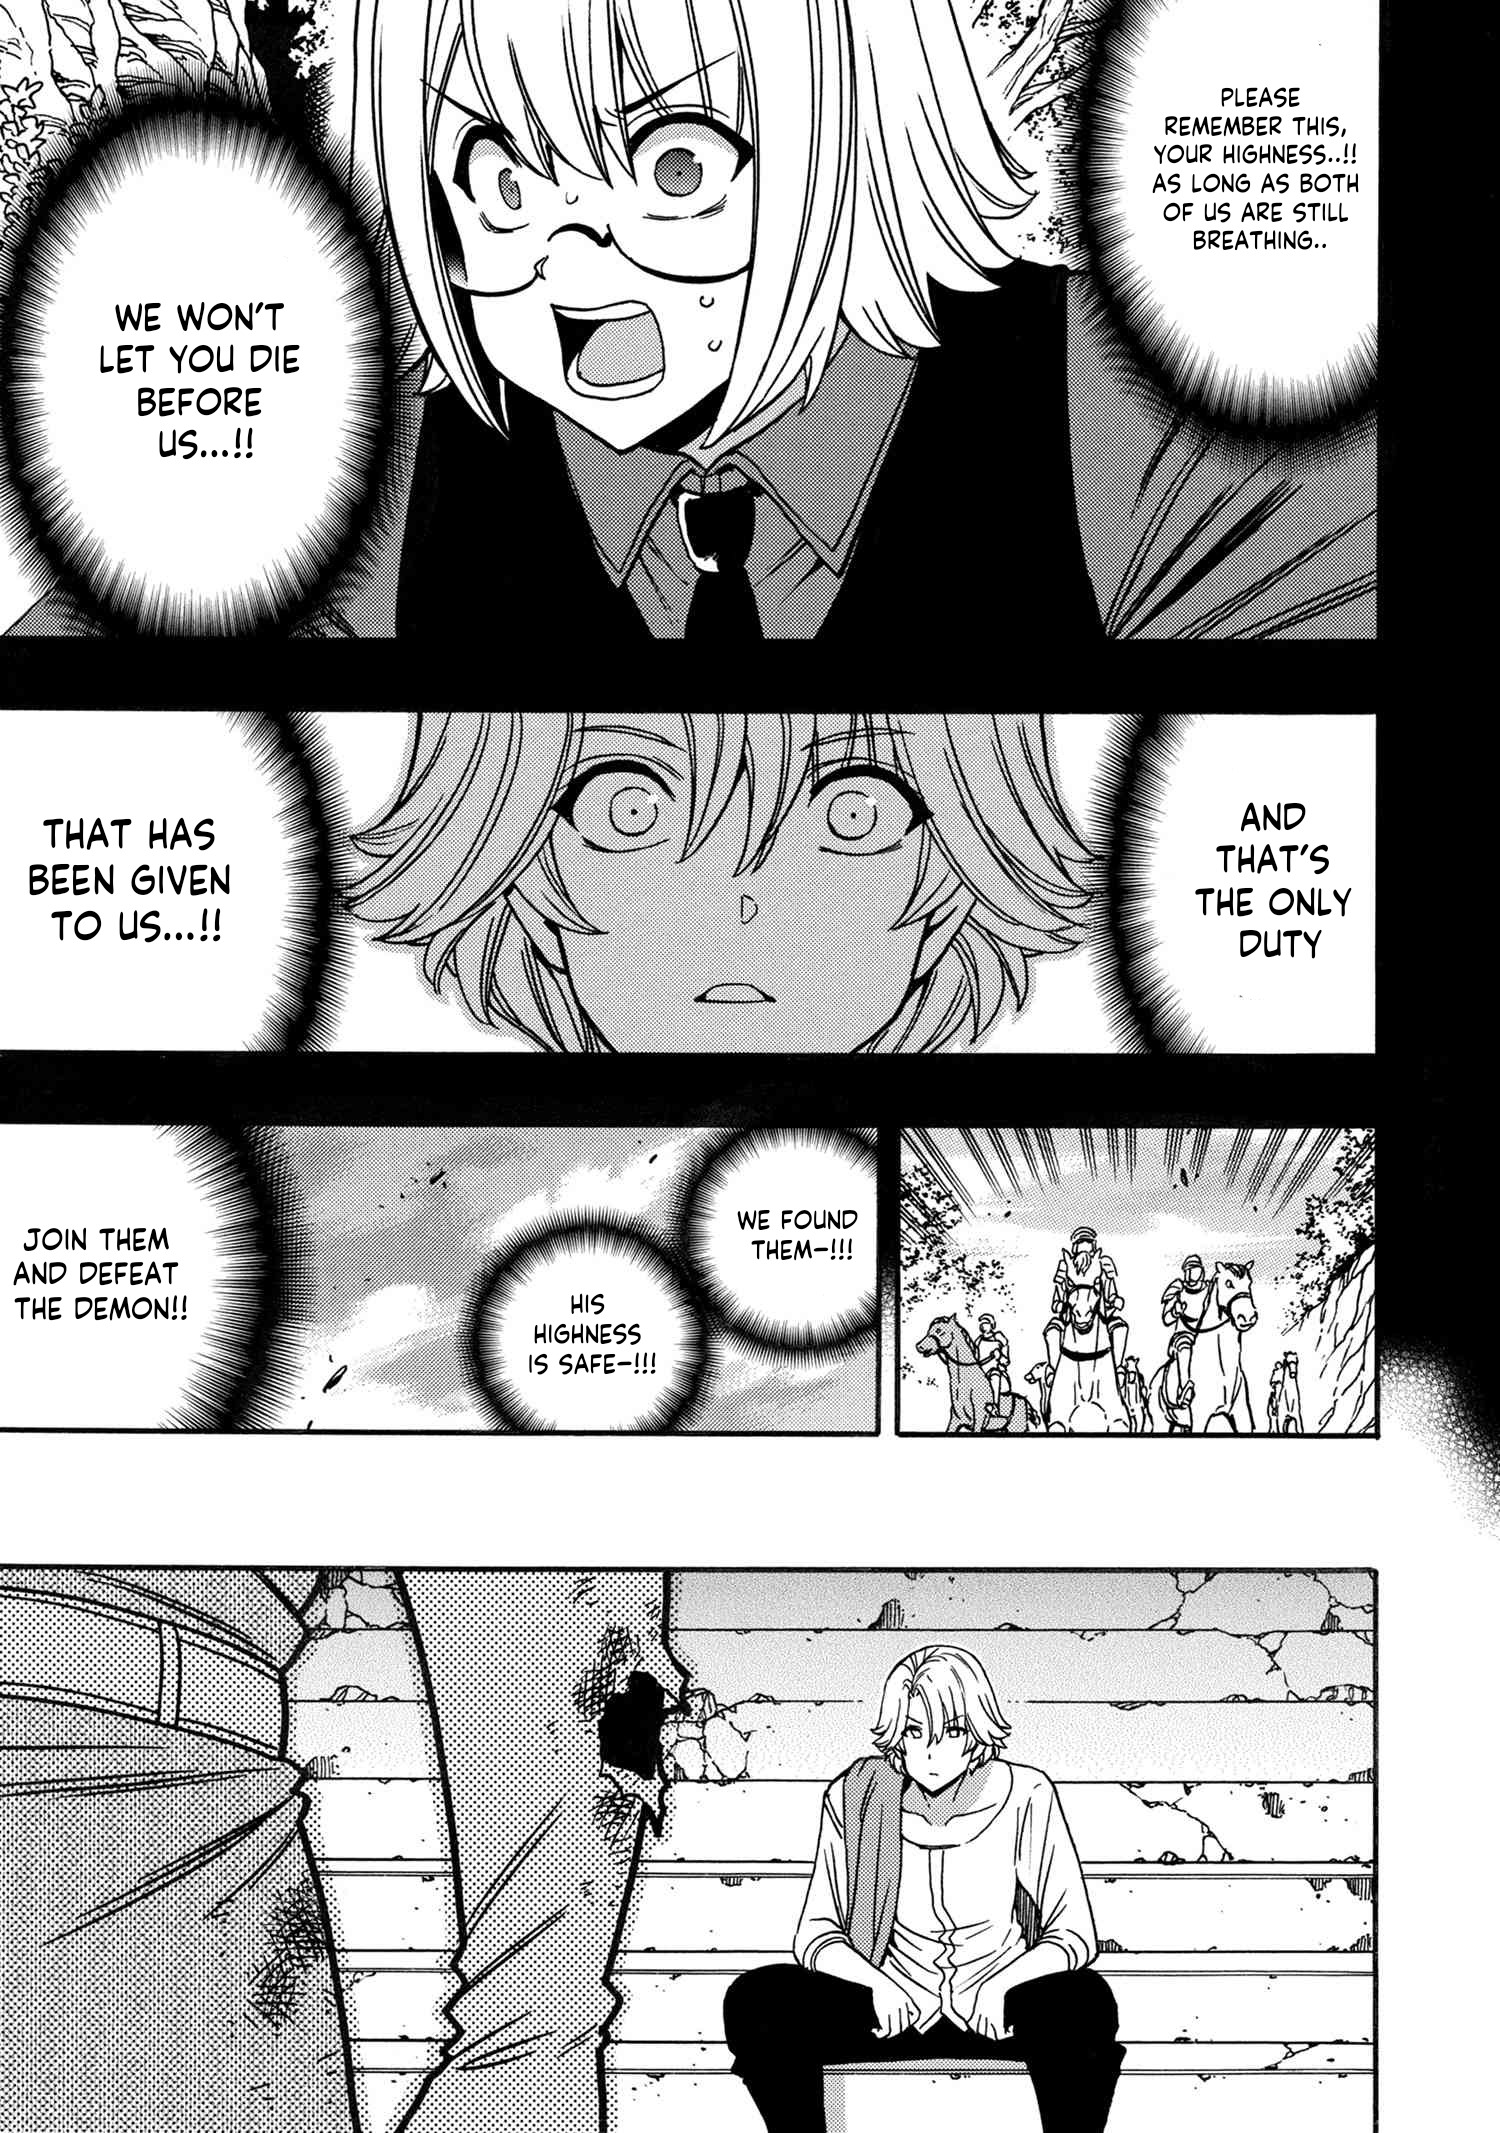 PLEASE
REMEMBER THIS,
YOUR HIGHNESS..!!
AS LONG AS BOTH
OF US ARE STILL
BREATHING..
WE WON'T
LET YOU DIE
BEFORE
US...!!
AND
THAT'S
THE ONLY
DUTY
THAT HAS
BEEN GIVEN
TO US...!!
WE FOUND
THEM-!!!
HIS
HIGHNESS
IS SAFE-!!!
JOIN THEM
AND DEFEAT
THE DEMON!!